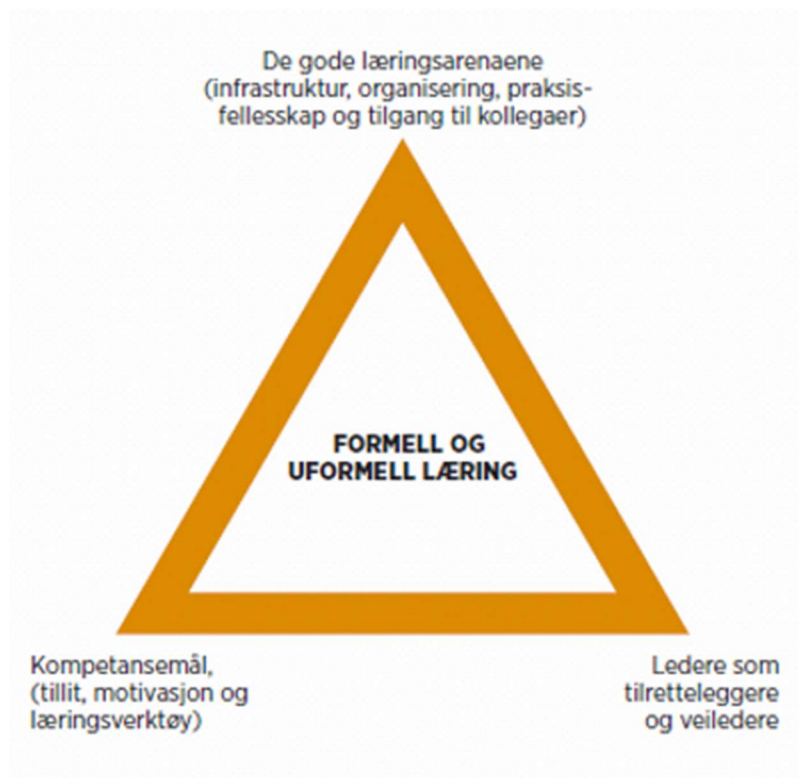 De gode læringsarenaene
(infrastruktur, organisering, praksis-
fellesskap og tilgang til kollegaer)
FORMELL OG
UFORMELL LÆRING
Kompetansemål,
(tillit, motivasjon og
læringsverktøy)
Ledere som
tilretteleggere
og veiledere